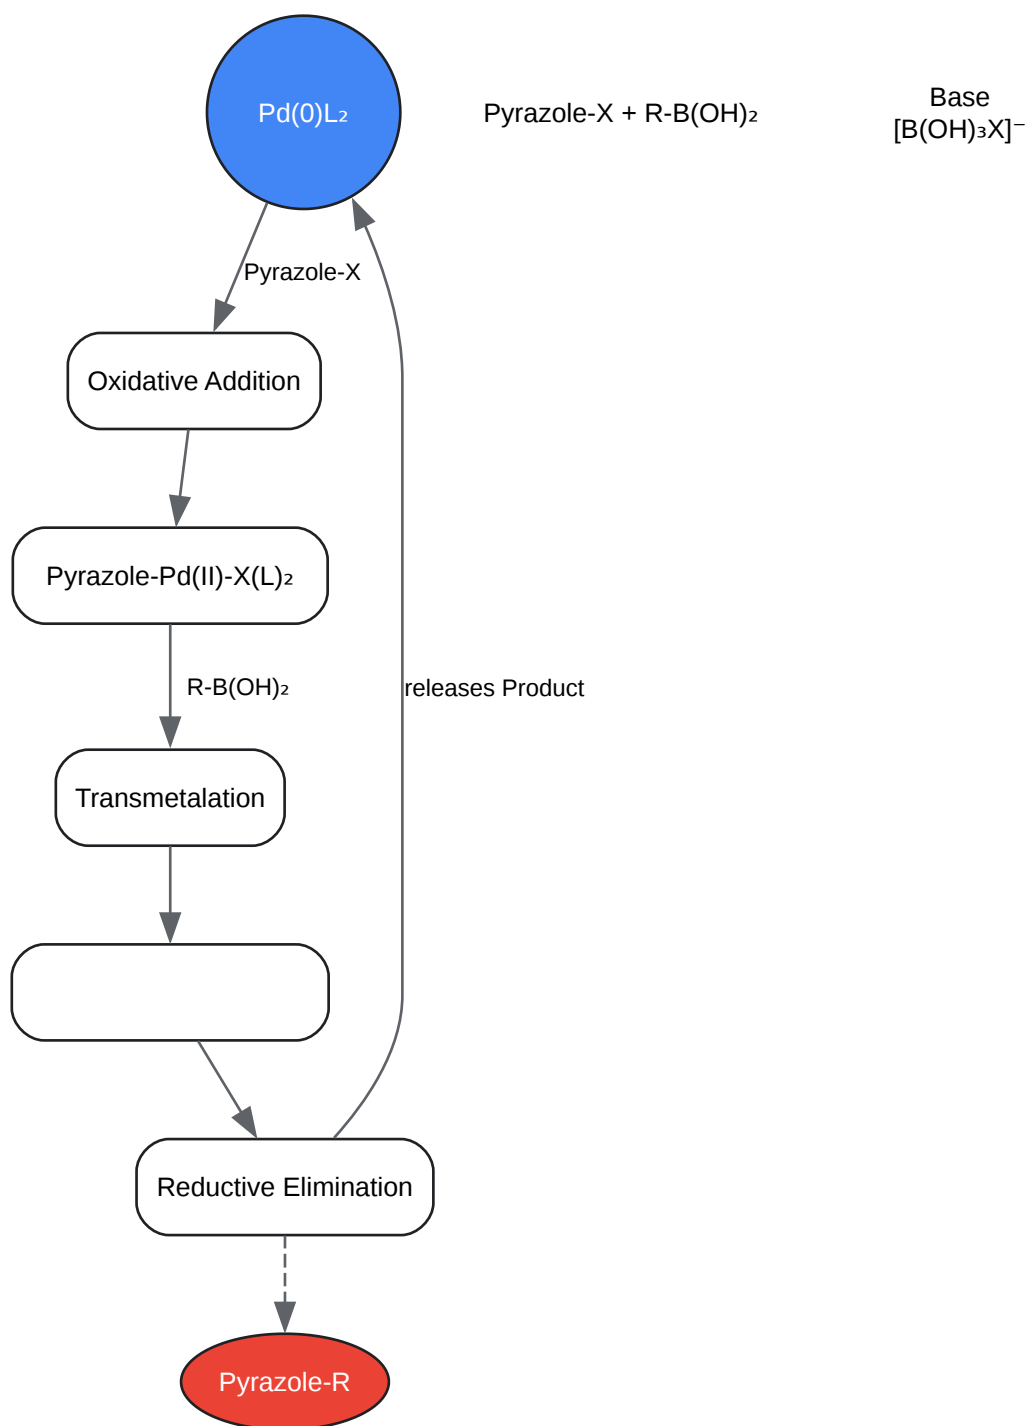 Pd(0)L₂
Pyrazole-X + R-B(OH)₂
Base
[B(OH)₃X]⁻
Pyrazole-X
Oxidative Addition
Pyrazole-Pd(II)-X(L)₂
R-B(OH)₂
releases Product
Transmetalation
Reductive Elimination
Pyrazole-R